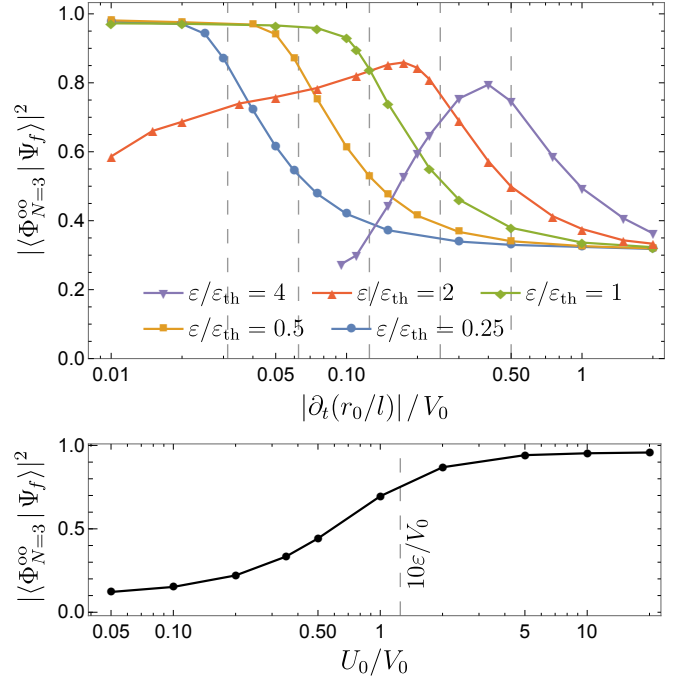 |⟨Φ^oo_{N=3} | Ψ_f⟩|^2
1.0
0.8
0.6
0.4
0.2
0.0
ε/ε_th = 4 ε/ε_th = 2 ε/ε_th = 1
ε/ε_th = 0.5 ε/ε_th = 0.25
0.01 0.05 0.10 0.50 1
|∂_t(r_0/l)|/V_0
|⟨Φ^oo_{N=3} | Ψ_f⟩|^2
1.0
0.5
0.0
10ε/V_0
0.05 0.10 0.50 1 5 10
U_0/V_0